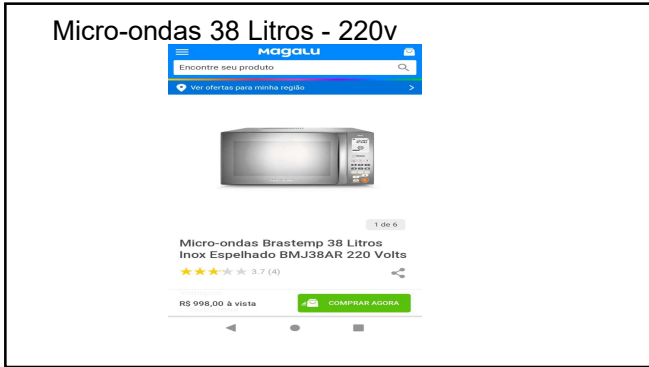 Micro-ondas 38 Litros - 220v
Magalu
Encontre seu produto
Ver ofertas para minha região
1 de 6
Micro-ondas Brastemp 38 Litros
Inox Espelhado BMJ38AR 220 Volts
3.7 (4)
R$ 998,00 à vista
COMPRAR AGORA